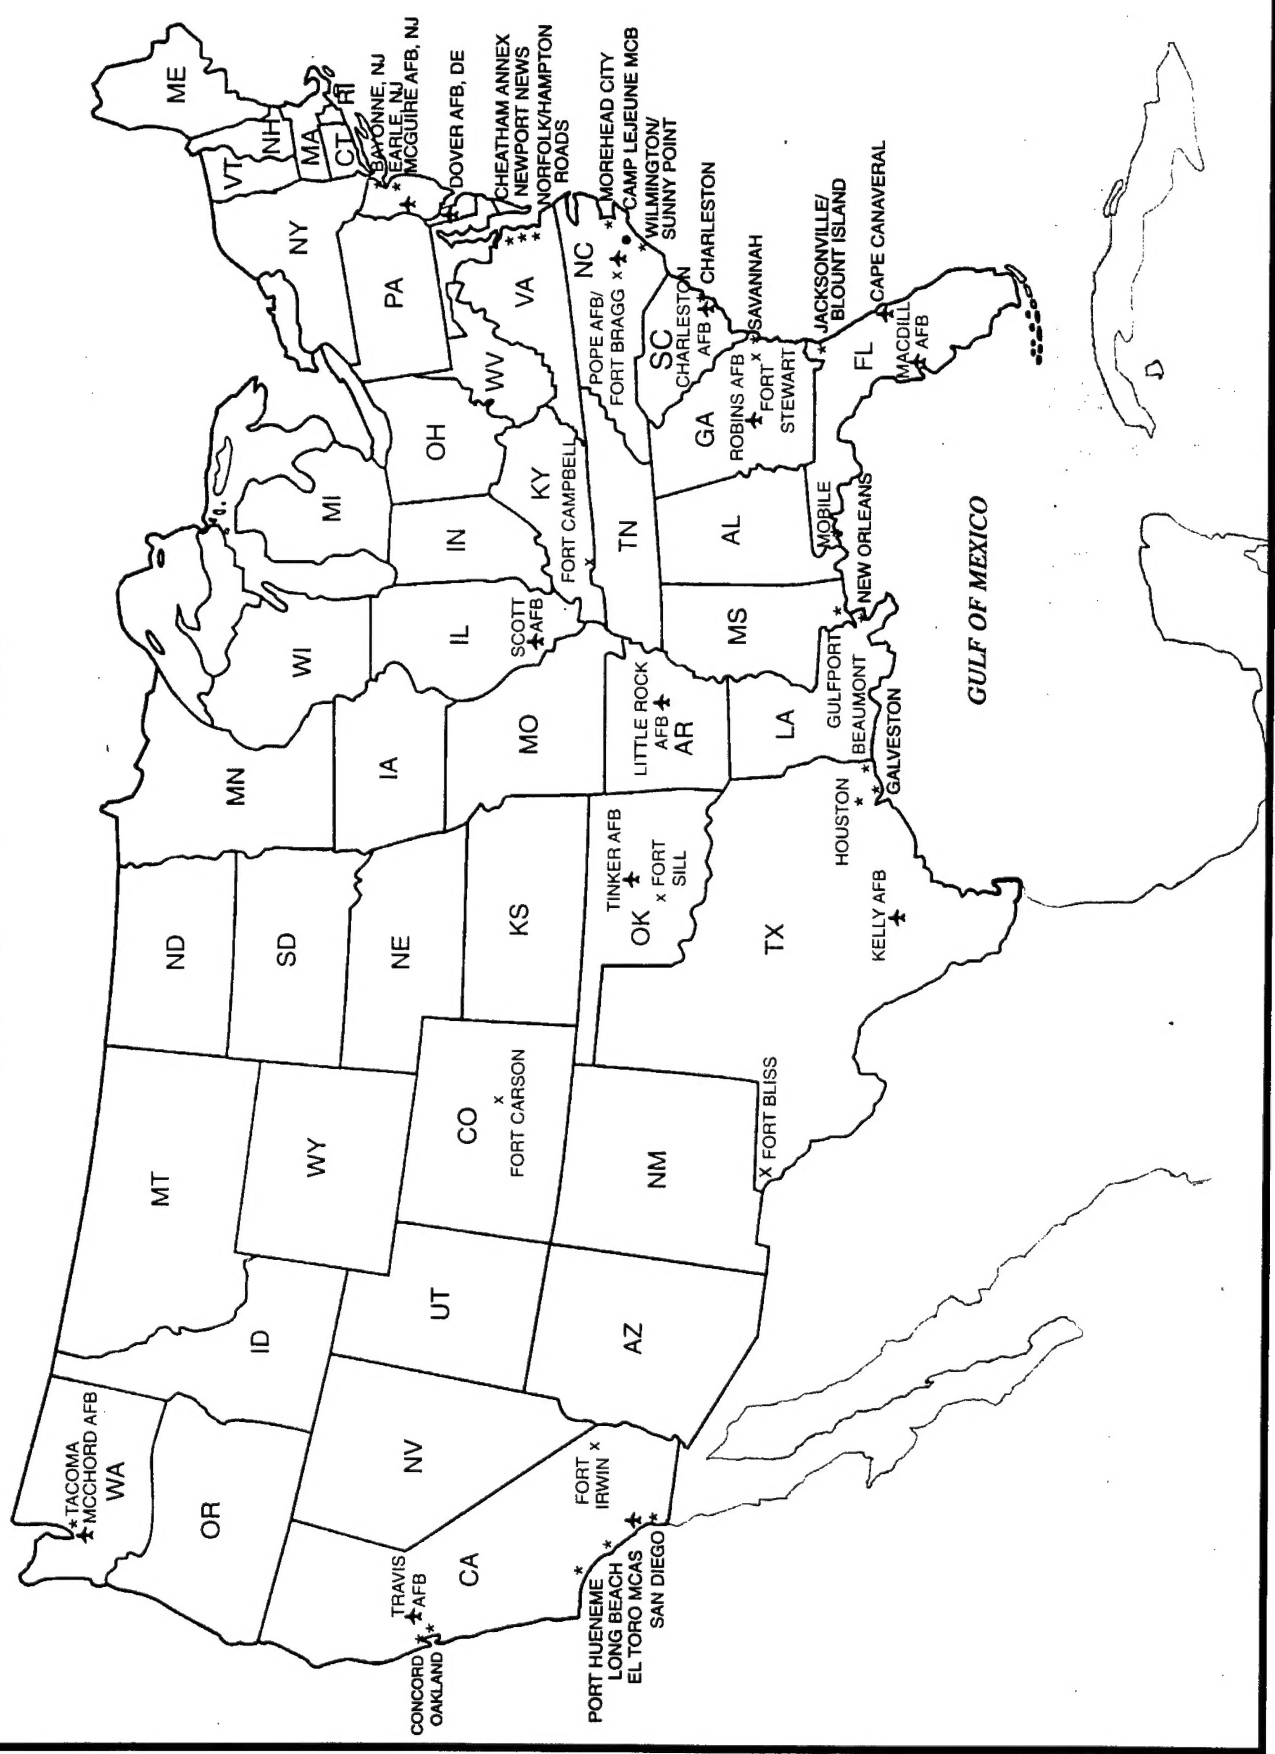 ME
VT
NH
MA
CT
RI
NY
BAYONNE, NJ
EARLE, NJ
MCGUIRE AFB, NJ
DOVER AFB, DE
CHEATHAM ANNEX
NEWPORT NEWS
NORFOLK/HAMPTON
ROADS
MOREHEAD CITY
CAMP LEJEUNE MCB
WILMINGTON/
SUNNY POINT
CHARLESTON
SAVANNAH
JACKSONVILLE/
BLOUNT ISLAND
CAPE CANAVERAL
PA
VA
WV
NC
POPE AFB/
FORT BRAGG x
SC
CHARLESTON
AFB
GA
ROBINS AFB
x FORT
STEWART
FL
MACDILL
AFB
MI
OH
IN
KY
FORT CAMPBELL
x
TN
AL
MOBILE
NEW ORLEANS
WI
IL
SCOTT
AFB
MS
GULFPORT
BEAUMONT
GALVESTON
GULF OF MEXICO
MN
IA
MO
LITTLE ROCK
AFB
AR
LA
HOUSTON
ND
SD
NE
KS
TINKER AFB
OK
x FORT
SILL
TX
KELLY AFB
MT
WY
CO
x
FORT CARSON
NM
x FORT BLISS
ID
UT
AZ
TACOMA
MCCHORD AFB
WA
OR
NV
CA
TRAVIS
AFB
CONCORD
OAKLAND
FORT
IRWIN x
PORT HUENEME
LONG BEACH
EL TORO MCAS
SAN DIEGO